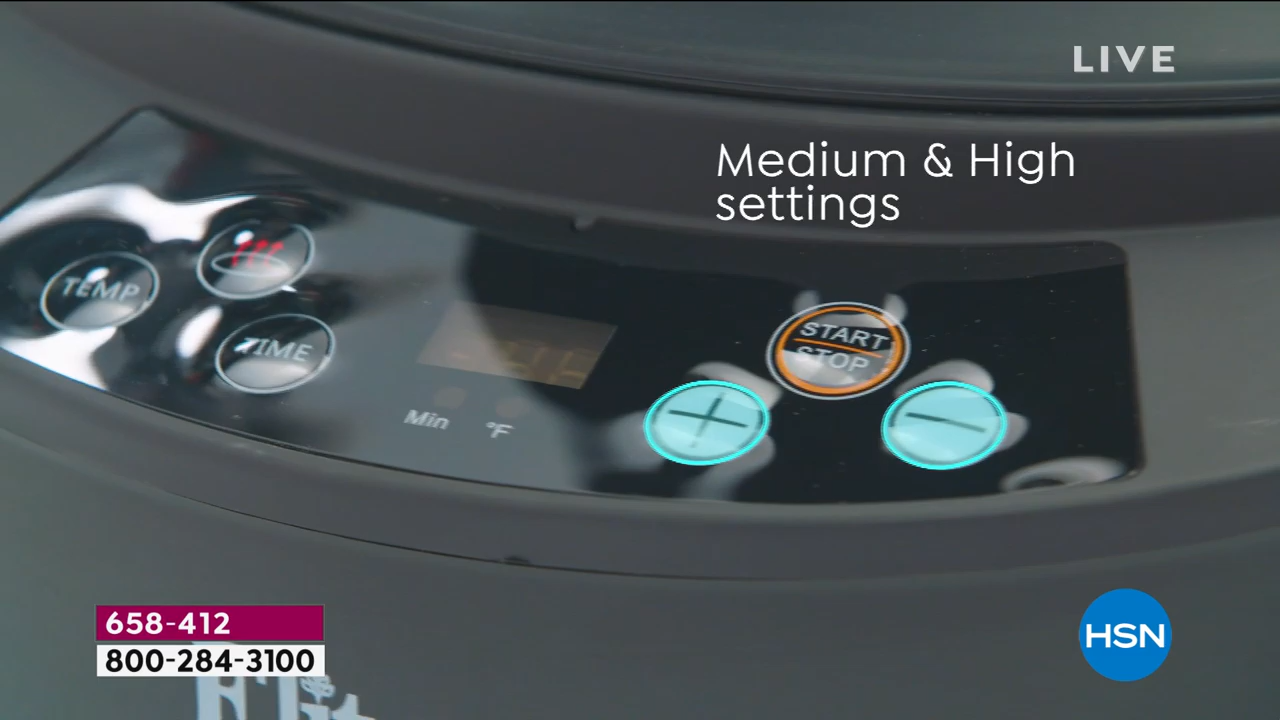 LIVE
Medium & High
settings
TEMP
TIME
START
STOP
Min
°F
658-412
800-284-3100
HSN